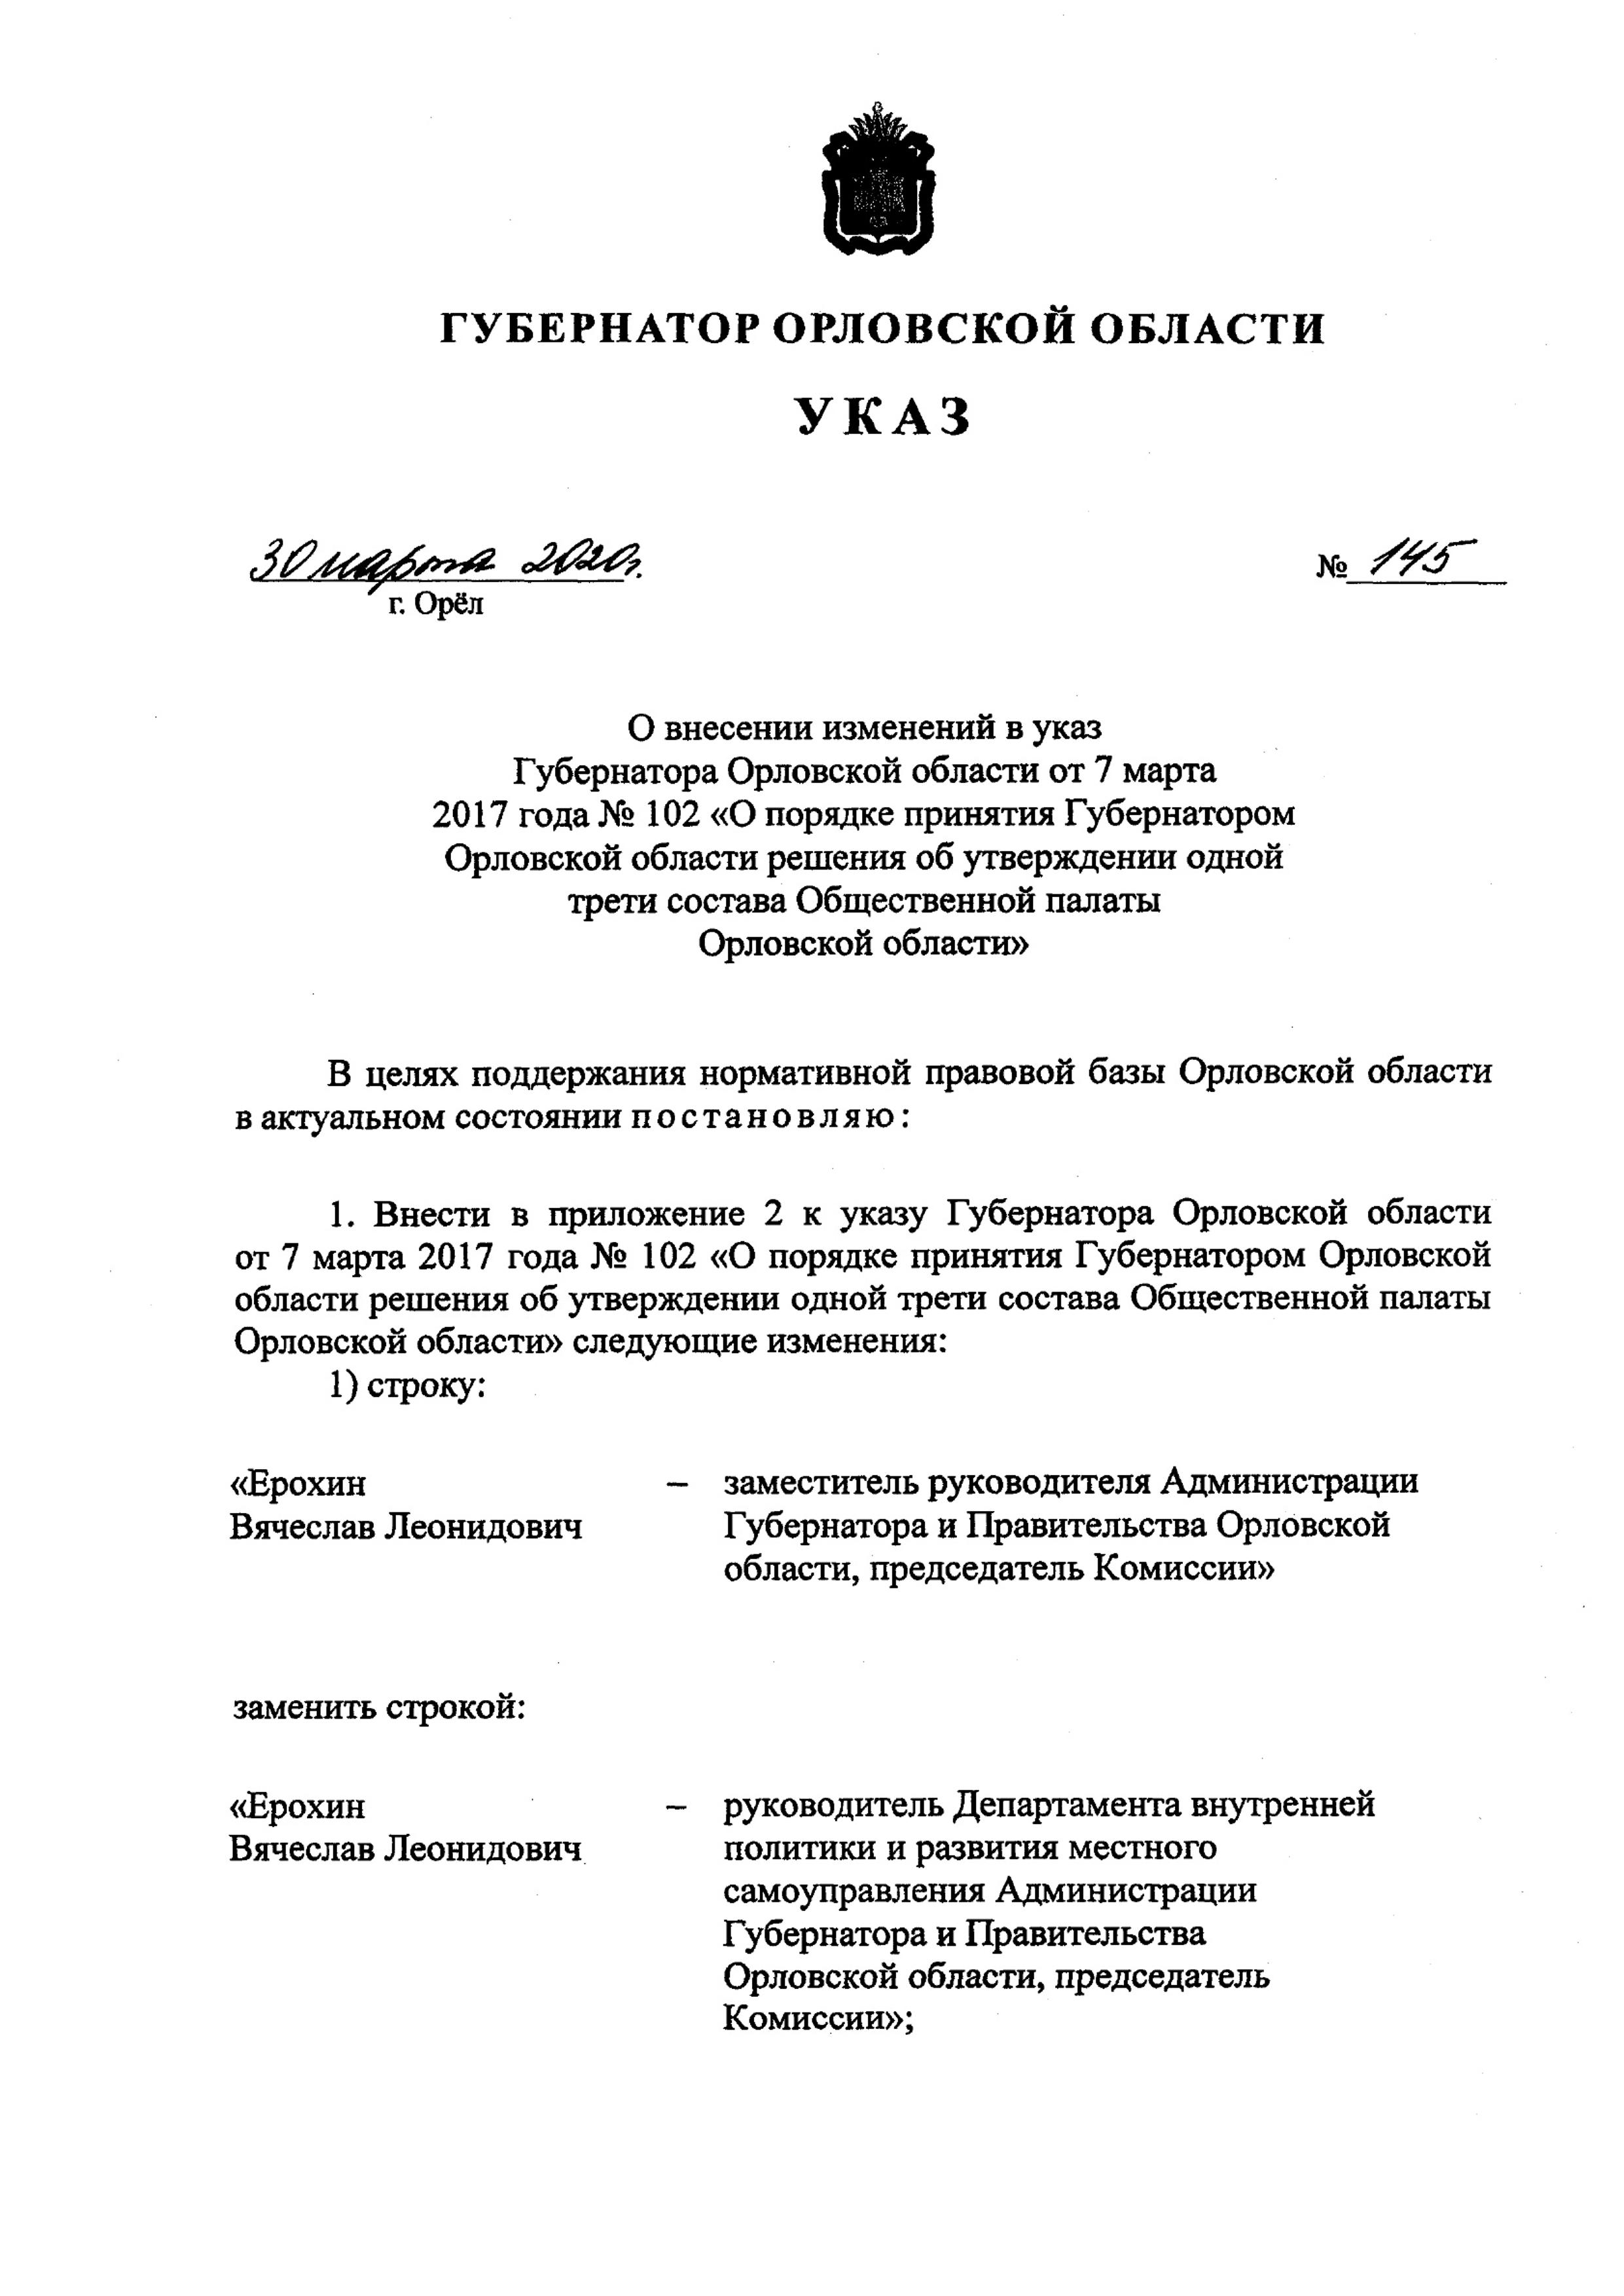 ГУБЕРНАТОР ОРЛОВСКОЙ ОБЛАСТИ
УКАЗ
30 марта 2020г.
№ 145
г. Орёл
О внесении изменений в указ
Губернатора Орловской области от 7 марта
2017 года № 102 «О порядке принятия Губернатором
Орловской области решения об утверждении одной
трети состава Общественной палаты
Орловской области»
В целях поддержания нормативной правовой базы Орловской области
в актуальном состоянии постановляю:
1. Внести в приложение 2 к указу Губернатора Орловской области
от 7 марта 2017 года № 102 «О порядке принятия Губернатором Орловской
области решения об утверждении одной трети состава Общественной палаты
Орловской области» следующие изменения:
1) строку:
«Ерохин – заместитель руководителя Администрации
Вячеслав Леонидович Губернатора и Правительства Орловской
области, председатель Комиссии»
заменить строкой:
«Ерохин – руководитель Департамента внутренней
Вячеслав Леонидович политики и развития местного
самоуправления Администрации
Губернатора и Правительства
Орловской области, председатель
Комиссии»;